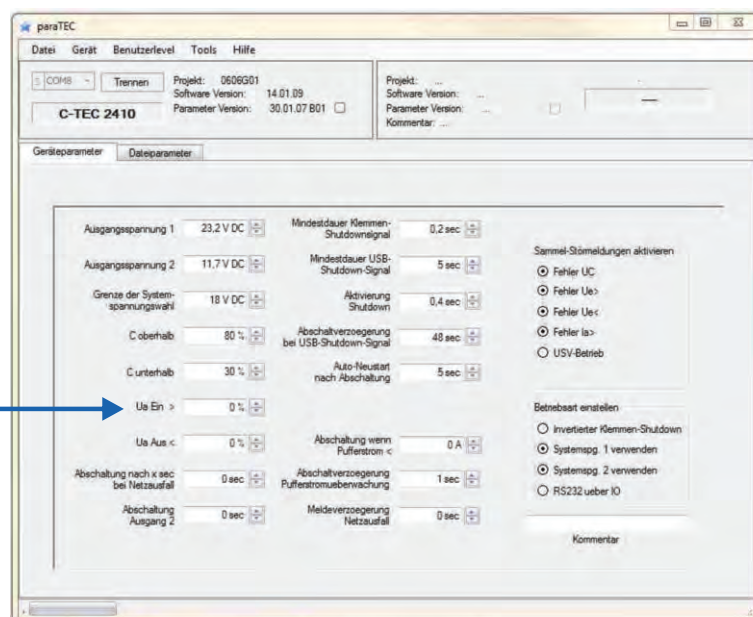 paraTEC
Datei Gerät Benutzerlevel Tools Hilfe
S COM8 Trennen
C-TEC 2410
Projekt: 0606G01
Software Version: 14.01.09
Parameter Version: 30.01.07 B01
Projekt: ...
Software Version: ...
Parameter Version: ...
Kommentar: ...
Geräteparameter Dateiparameter
Ausgangsspannung 1 23,2 V DC
Ausgangsspannung 2 11,7 V DC
Grenze der System-
spannungswahl 18 V DC
C oberhalb 80 %
C unterhalb 30 %
Ua Ein > 0 %
Ua Aus < 0 %
Abschaltung nach x sec
bei Netzausfall 0 sec
Abschaltung
Ausgang 2 0 sec
Mindestdauer Klemmen-
Shutdownsignal 0,2 sec
Mindestdauer USB-
Shutdown-Signal 5 sec
Aktivierung
Shutdown 0,4 sec
Abschaltverzoegerung
bei USB-Shutdown-Signal 48 sec
Auto-Neustart
nach Abschaltung 5 sec
Abschaltung wenn
Pufferstrom < 0 A
Abschaltverzoegerung
Pufferstromueberwachung 1 sec
Meldeverzoegerung
Netzausfall 0 sec
Sammel-Störmeldungen aktivieren
Fehler UC
Fehler Ue>
Fehler Ue<
Fehler Ia>
USV-Betrieb
Betriebsart einstellen
Invertierter Klemmen-Shutdown
Systemspg. 1 verwenden
Systemspg. 2 verwenden
RS232 ueber IO
Kommentar